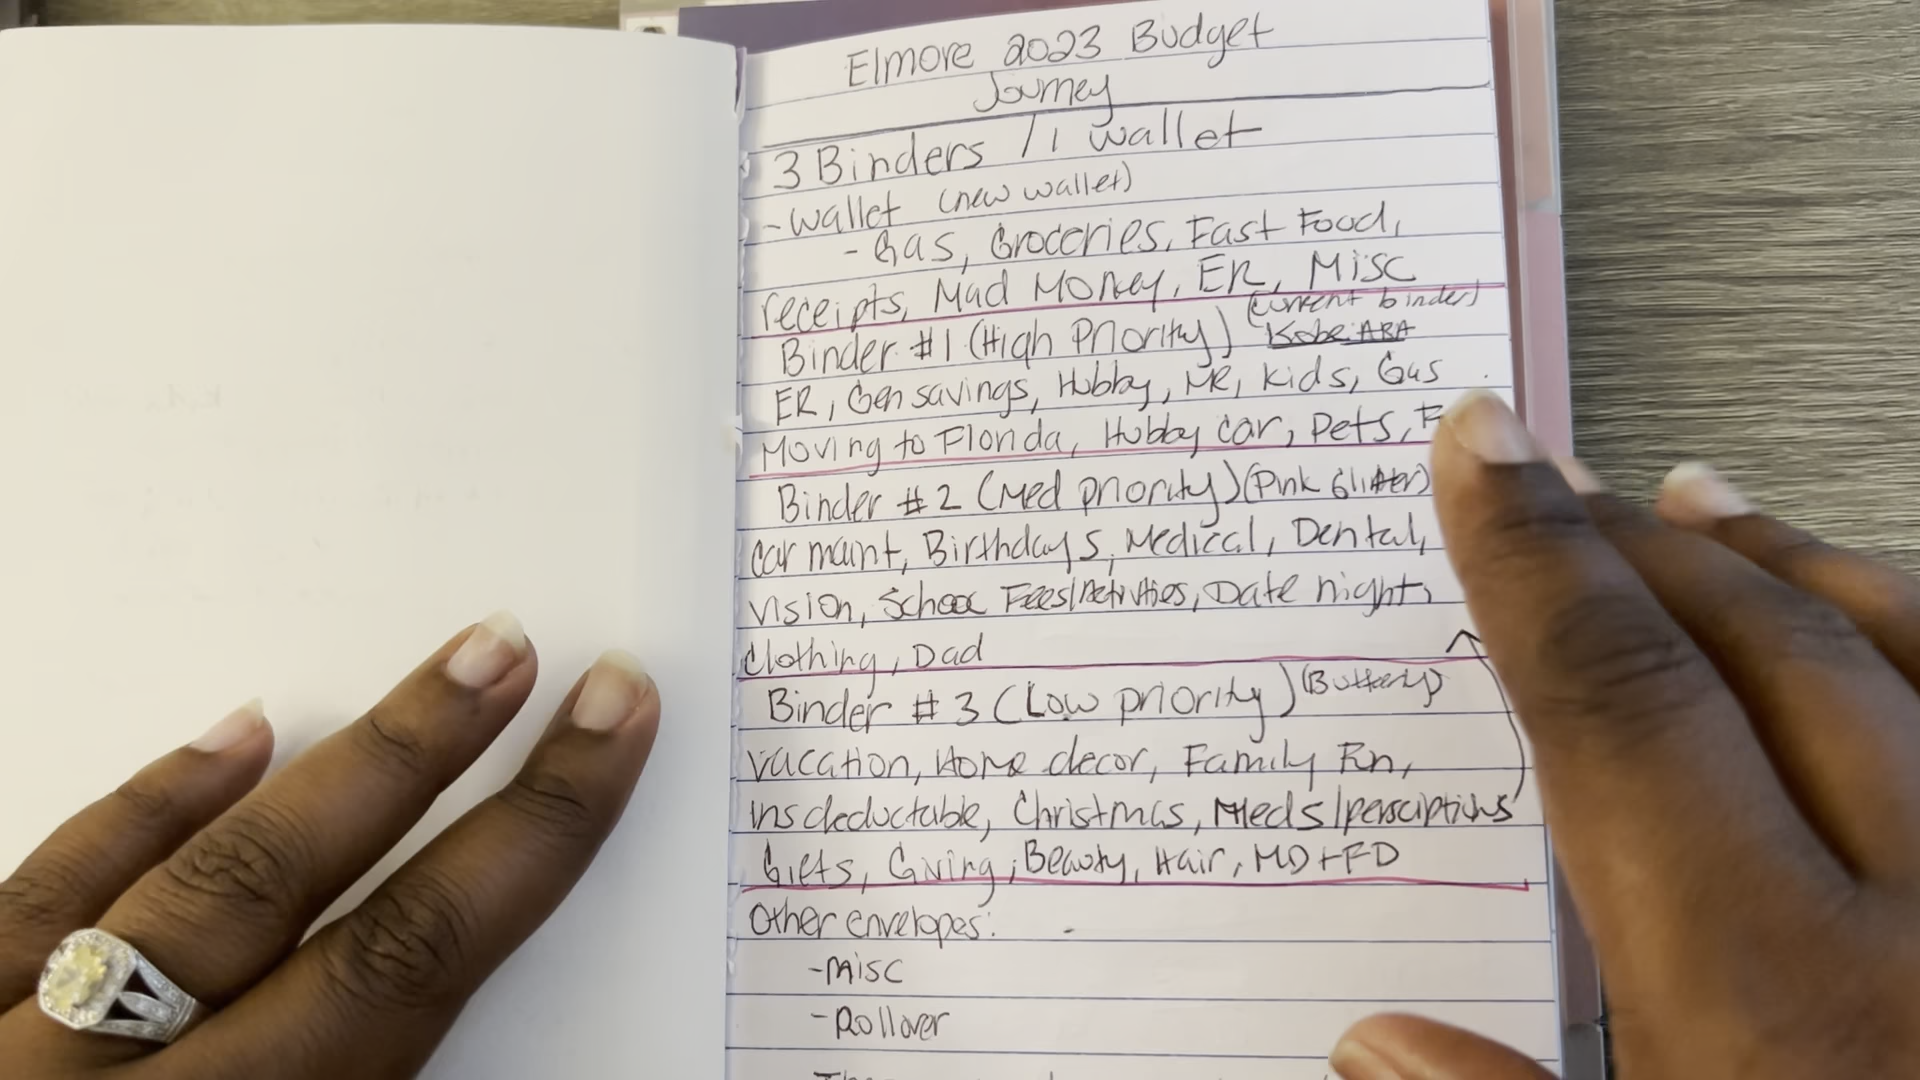 Elmore 2023 Budget
Journey
3 Binders / 1 wallet
- wallet (new wallet)
- Gas, Groceries, Fast Food,
receipts, Mad Money, ER, Misc
Binder #1 (High Priority) (current binder)
Kobe ABA
ER, Gen savings, Hubby, MR, kids, Gas
Moving to Florida, Hubby car, Pets,
Binder #2 (Med priority) (Pink Glitter)
car maint, Birthdays, Medical, Dental,
vision, School Fees/Activities, Date night,
Clothing, Dad
Binder #3 (Low priority) (Butterfly)
vacation, Home decor, Family Fun,
ins deductable, Christmas, Meds/perscriptions
Gifts, Giving, Beauty, Hair, MD+FD
Other envelopes:
-Misc
-Rollover